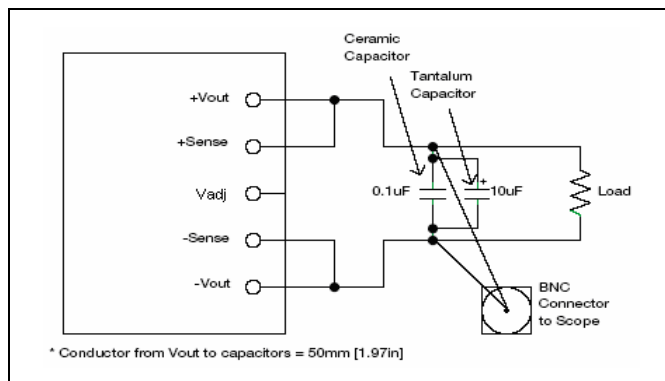 Ceramic
Capacitor
Tantalum
Capacitor
+Vout
+Sense
Vadj
-Sense
-Vout
0.1uF
+
10uF
Load
BNC
Connector
to Scope
* Conductor from Vout to capacitors = 50mm [1.97in]